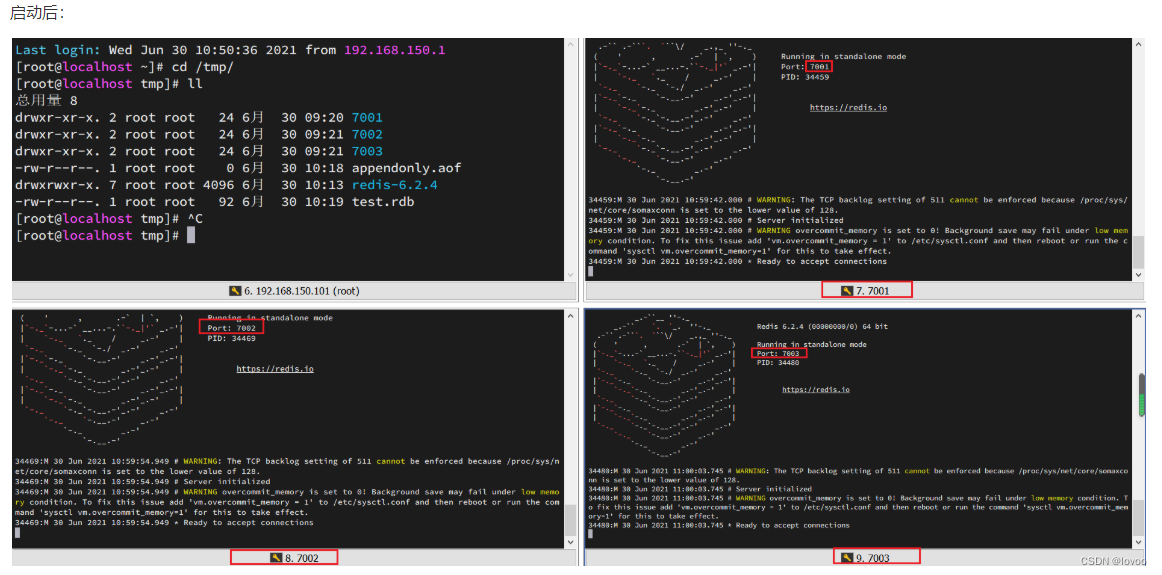 启动后：
Last login: Wed Jun 30 10:50:36 2021 from 192.168.150.1
[root@localhost ~]# cd /tmp/
[root@localhost tmp]# ll
总用量 8
drwxr-xr-x. 2 root root 24 6月 30 09:20 7001
drwxr-xr-x. 2 root root 24 6月 30 09:21 7002
drwxr-xr-x. 2 root root 24 6月 30 09:21 7003
-rw-r--r--. 1 root root 0 6月 30 10:18 appendonly.aof
drwxrwxr-x. 7 root root 4096 6月 30 10:13 redis-6.2.4
-rw-r--r--. 1 root root 92 6月 30 10:19 test.rdb
[root@localhost tmp]# ^C
[root@localhost tmp]#
6. 192.168.150.101 (root)
Running in standalone mode
Port: 7001
PID: 34459
https://redis.io
34459:M 30 Jun 2021 10:59:42.000 # WARNING: The TCP backlog setting of 511 cannot be enforced because /proc/sys/
net/core/somaxconn is set to the lower value of 128.
34459:M 30 Jun 2021 10:59:42.000 # Server initialized
34459:M 30 Jun 2021 10:59:42.000 # WARNING overcommit_memory is set to 0! Background save may fail under low mem
ory condition. To fix this issue add 'vm.overcommit_memory = 1' to /etc/sysctl.conf and then reboot or run the c
ommand 'sysctl vm.overcommit_memory=1' for this to take effect.
34459:M 30 Jun 2021 10:59:42.000 * Ready to accept connections
7. 7001
Running in standalone mode
Port: 7002
PID: 34469
https://redis.io
34469:M 30 Jun 2021 10:59:54.949 # WARNING: The TCP backlog setting of 511 cannot be enforced because /proc/sys/n
et/core/somaxconn is set to the lower value of 128.
34469:M 30 Jun 2021 10:59:54.949 # Server initialized
34469:M 30 Jun 2021 10:59:54.949 # WARNING overcommit_memory is set to 0! Background save may fail under low memo
ry condition. To fix this issue add 'vm.overcommit_memory = 1' to /etc/sysctl.conf and then reboot or run the com
mand 'sysctl vm.overcommit_memory=1' for this to take effect.
34469:M 30 Jun 2021 10:59:54.949 * Ready to accept connections
8. 7002
Redis 6.2.4 (00000000/0) 64 bit
Running in standalone mode
Port: 7003
PID: 34480
https://redis.io
34480:M 30 Jun 2021 11:00:03.745 # WARNING: The TCP backlog setting of 511 cannot be enforced because /proc/sys/net/core/somaxco
nn is set to the lower value of 128.
34480:M 30 Jun 2021 11:00:03.745 # Server initialized
34480:M 30 Jun 2021 11:00:03.745 # WARNING overcommit_memory is set to 0! Background save may fail under low memory condition. T
o fix this issue add 'vm.overcommit_memory = 1' to /etc/sysctl.conf and then reboot or run the command 'sysctl vm.overcommit_mem
ory=1' for this to take effect.
34480:M 30 Jun 2021 11:00:03.745 * Ready to accept connections
9. 7003
CSDN